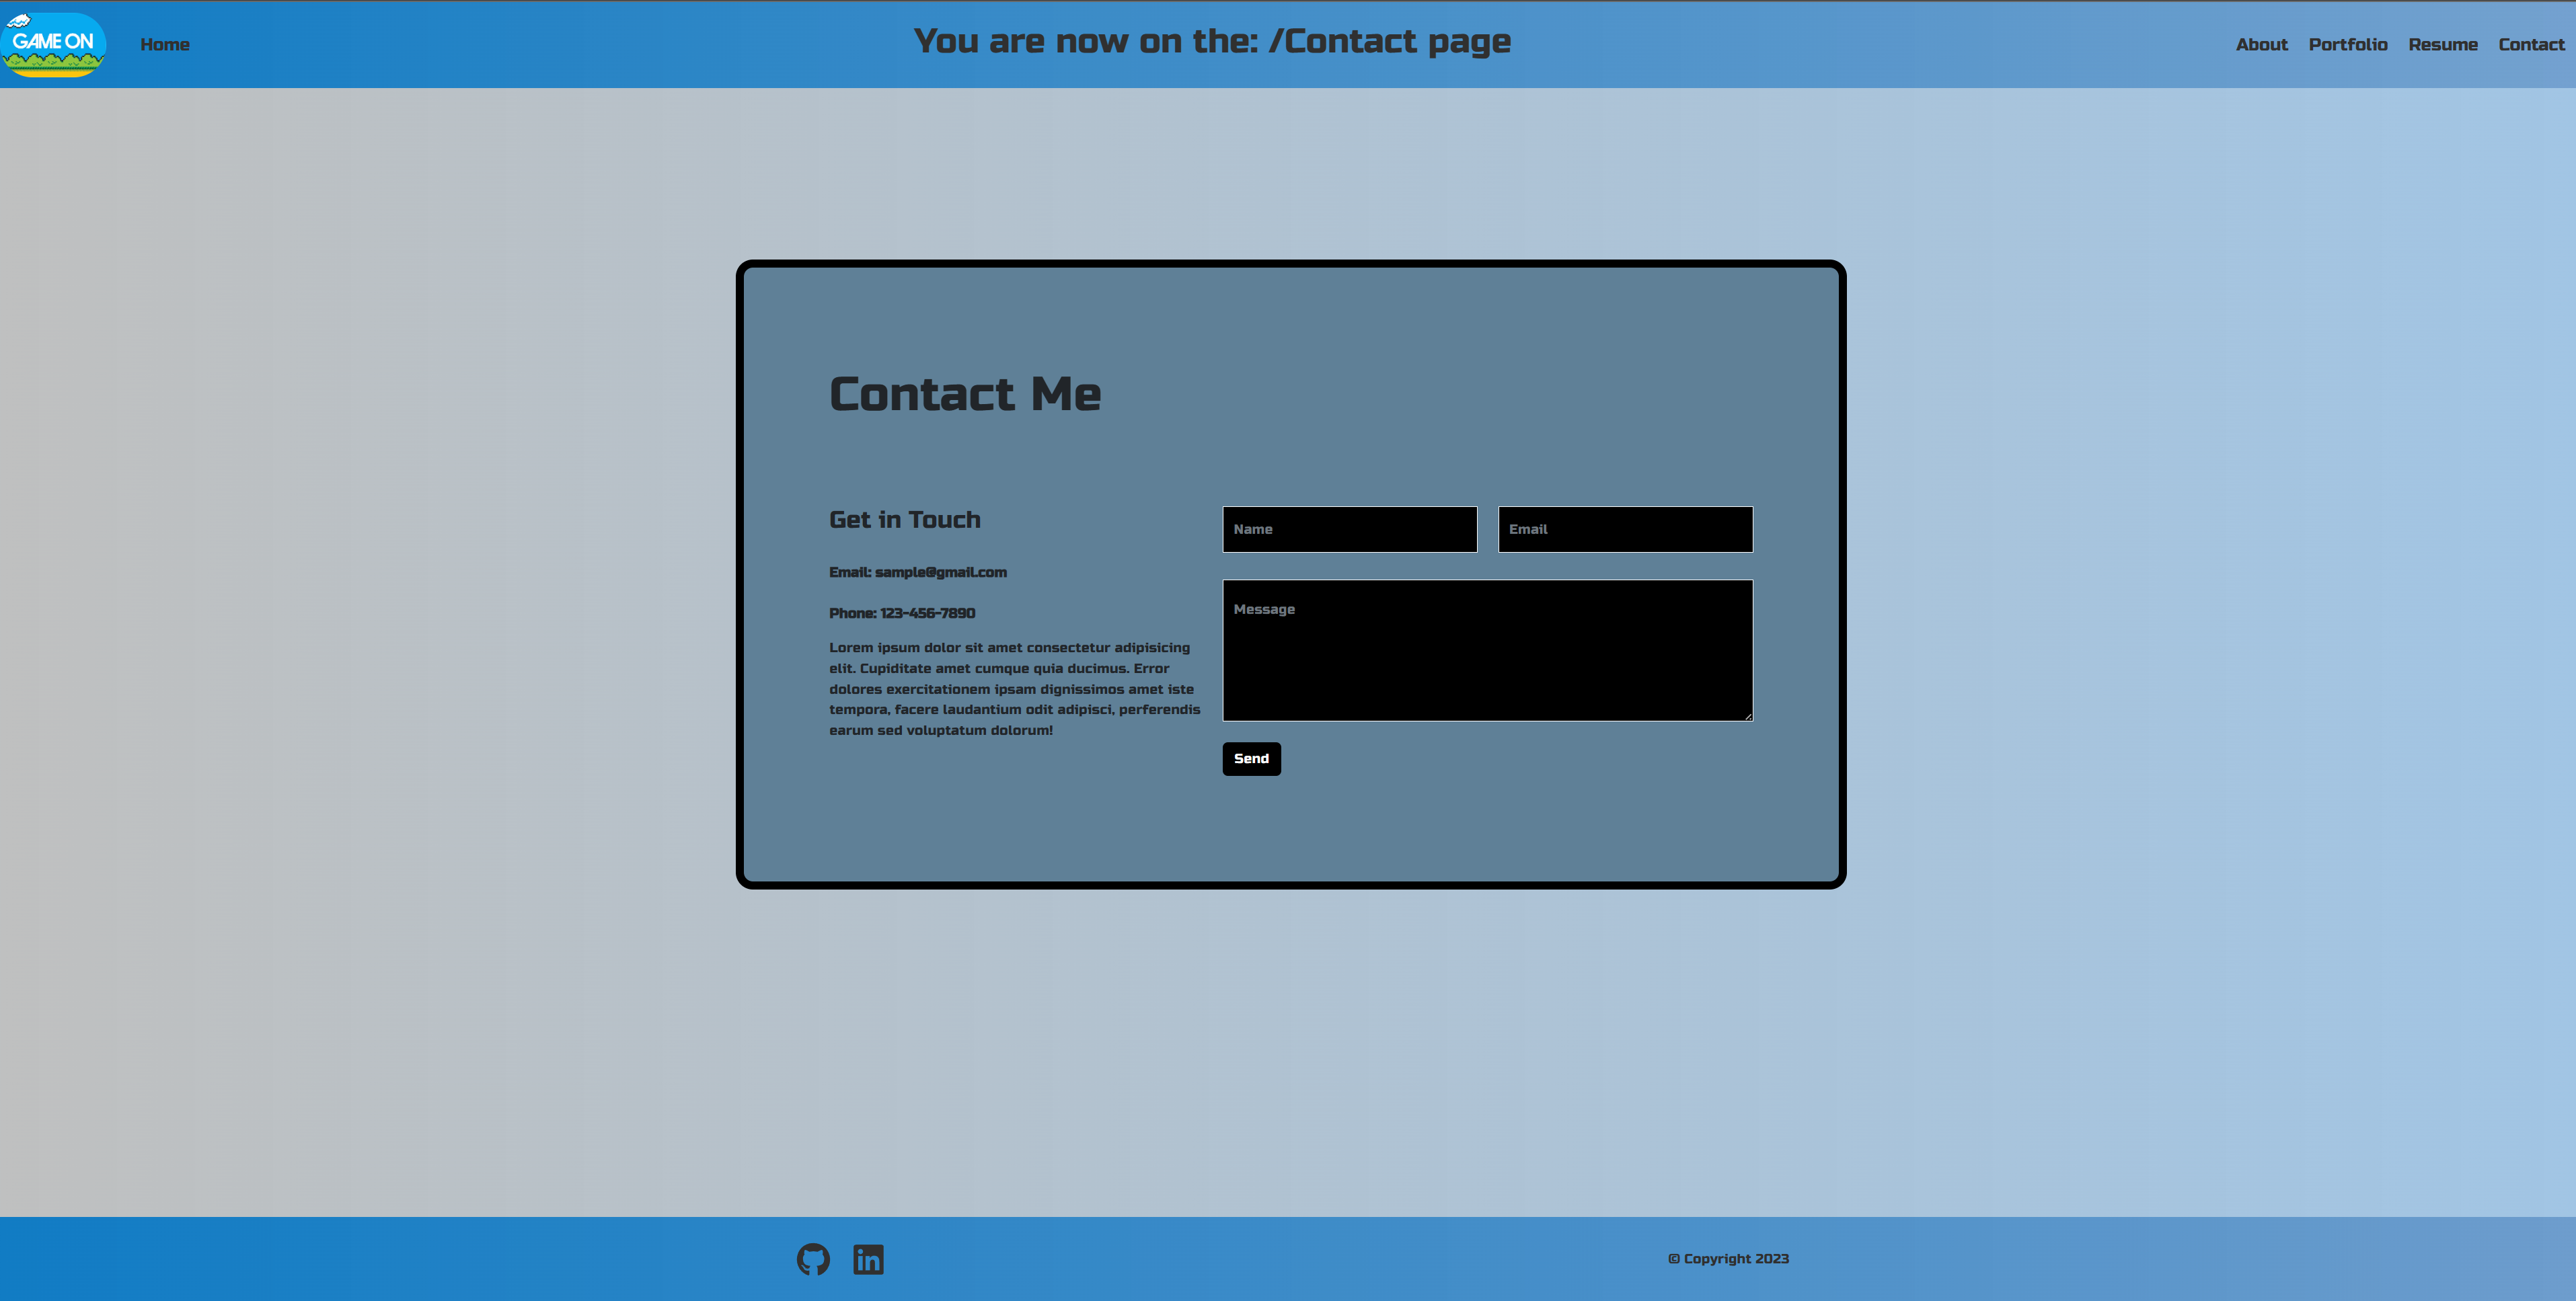 GAME ON
Home
You are now on the: /Contact page
About
Portfolio
Resume
Contact
Contact Me
Get in Touch
Email: sample@gmail.com
Phone: 123-456-7890
Lorem ipsum dolor sit amet consectetur adipisicing
elit. Cupiditate amet cumque quia ducimus. Error
dolores exercitationem ipsam dignissimos amet iste
tempora, facere laudantium odit adipisci, perferendis
earum sed voluptatum dolorum!
Name
Email
Message
Send
in
© Copyright 2023